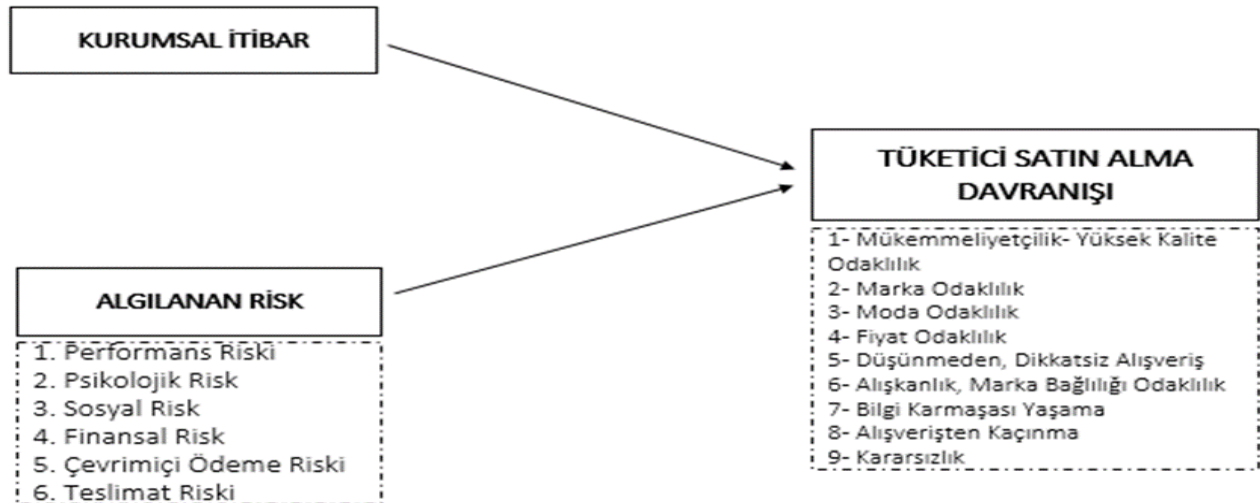 KURUMSAL İTİBAR
ALGILANAN RİSK
1. Performans Riski
2. Psikolojik Risk
3. Sosyal Risk
4. Finansal Risk
5. Çevrimiçi Ödeme Riski
6. Teslimat Riski
TÜKETİCİ SATIN ALMA
DAVRANIŞI
1- Mükemmeliyetçilik- Yüksek Kalite
Odaklılık
2- Marka Odaklılık
3- Moda Odaklılık
4- Fiyat Odaklılık
5- Düşünmeden, Dikkatsiz Alışveriş
6- Alışkanlık, Marka Bağlılığı Odaklılık
7- Bilgi Karmaşası Yaşama
8- Alışverişten Kaçınma
9- Kararsızlık